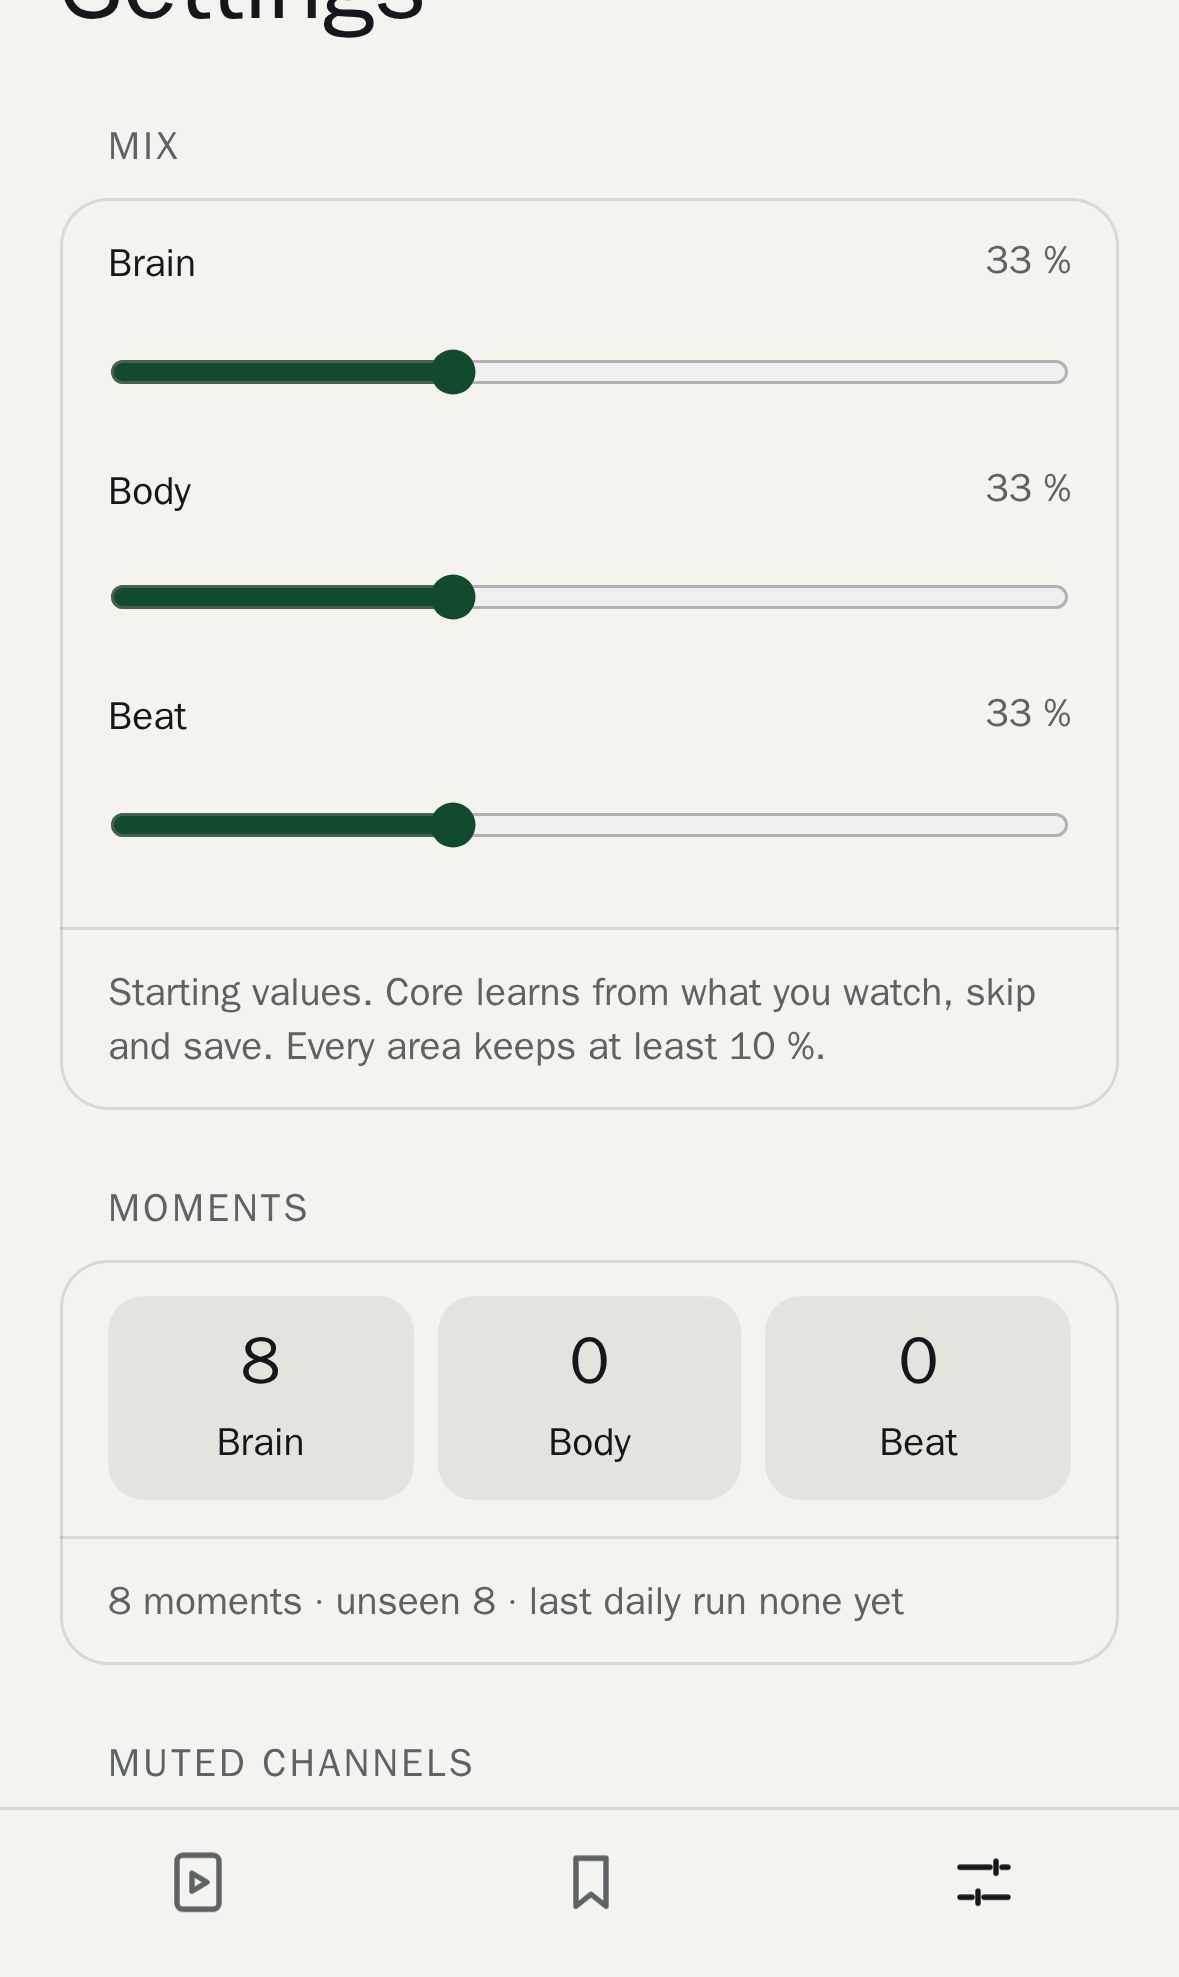 Settings
MIX
Brain
33 %
Body
33 %
Beat
33 %
Starting values. Core learns from what you watch, skip
and save. Every area keeps at least 10 %.
MOMENTS
8
0
0
Brain
Body
Beat
8 moments · unseen 8 · last daily run none yet
MUTED CHANNELS